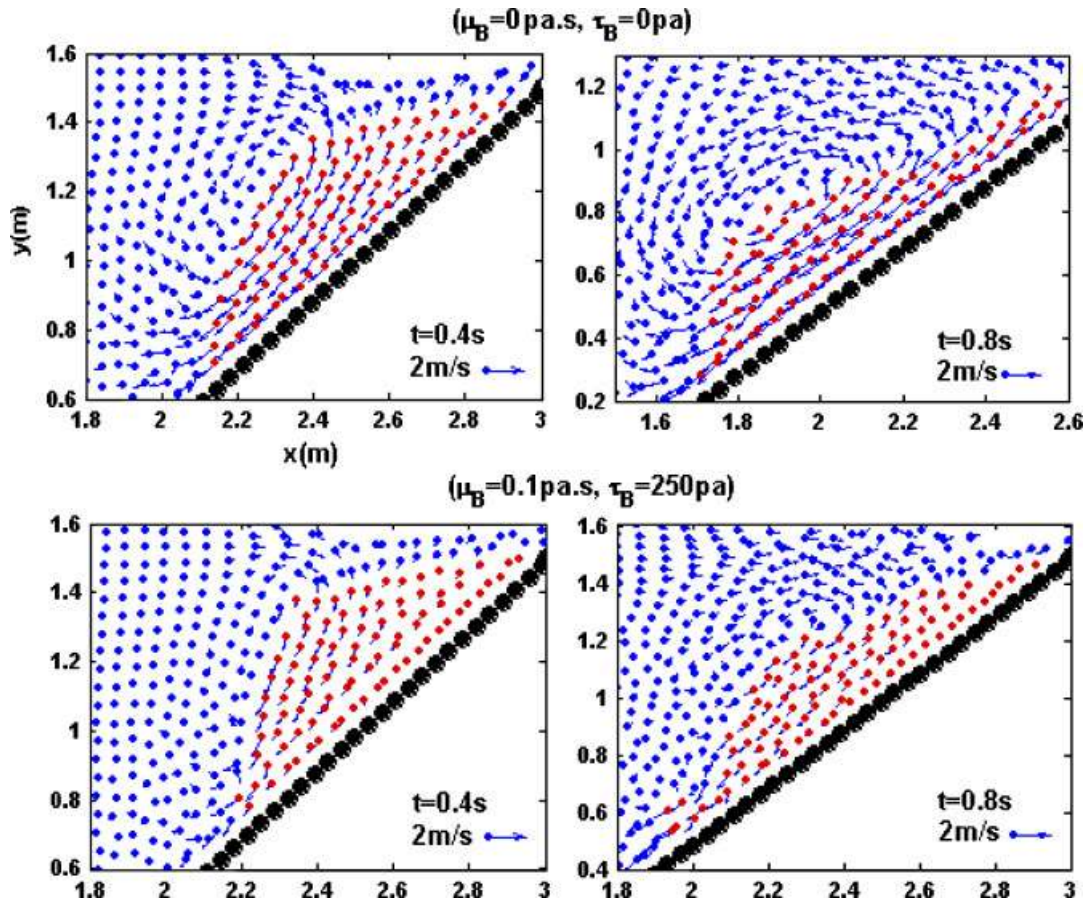 (μB=0pa.s, τB=0pa)
1.6
1.4
1.2
1
0.8
0.6
y(m)
1.8 2 2.2 2.4 2.6 2.8 3
x(m)
t=0.4s
2m/s
1.2
1
0.8
0.6
0.4
0.2
1.6 1.8 2 2.2 2.4 2.6
t=0.8s
2m/s
(μB=0.1pa.s, τB=250pa)
1.6
1.4
1.2
1
0.8
0.6
1.8 2 2.2 2.4 2.6 2.8 3
t=0.4s
2m/s
1.6
1.4
1.2
1
0.8
0.6
0.4
1.8 2 2.2 2.4 2.6 2.8 3
t=0.8s
2m/s